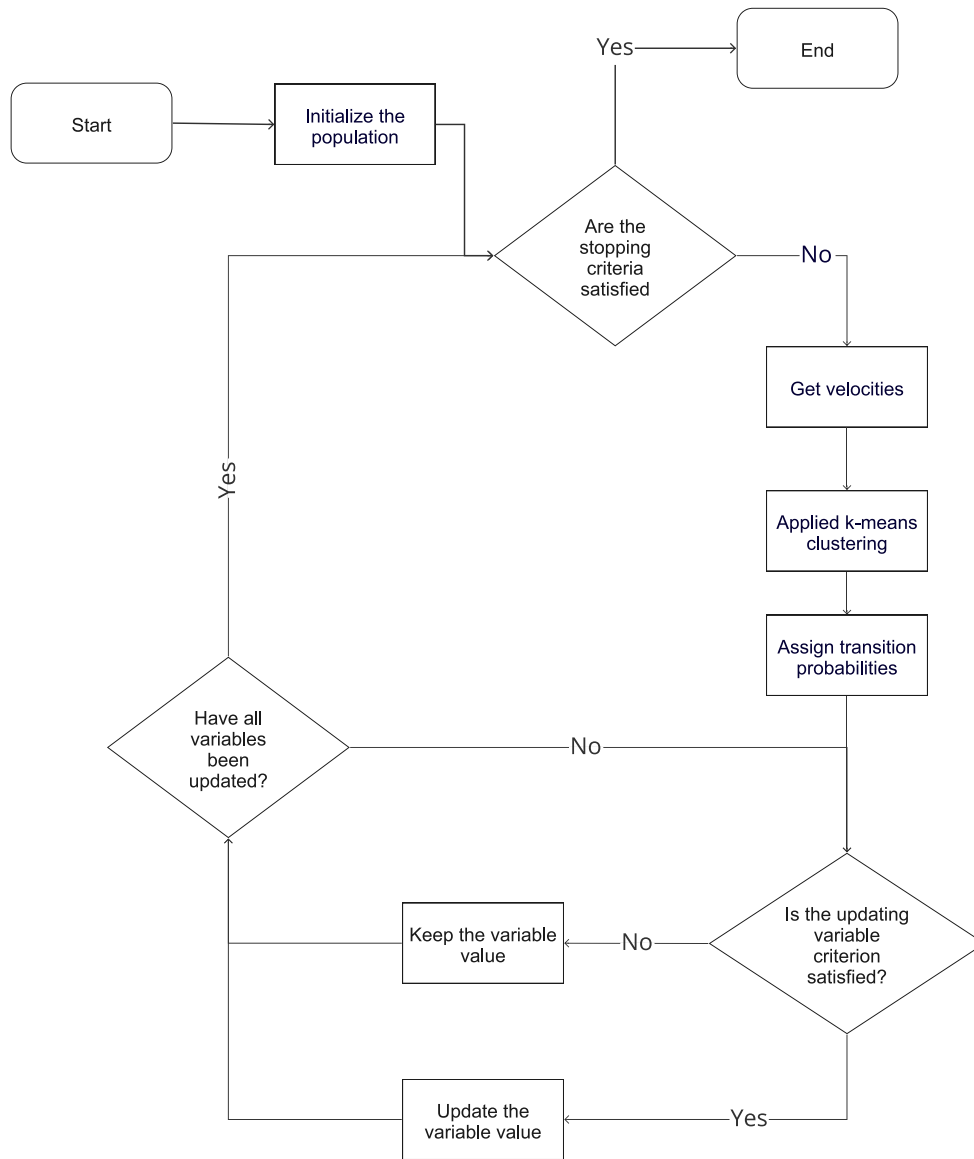 Yes
End
Start
Initialize the
population
Are the
stopping
criteria
satisfied
No
Get velocities
Applied k-means
clustering
Yes
Assign transition
probabilities
Have all
variables
been
updated?
No
Is the updating
variable
criterion
satisfied?
No
Keep the variable
value
Yes
Update the
variable value